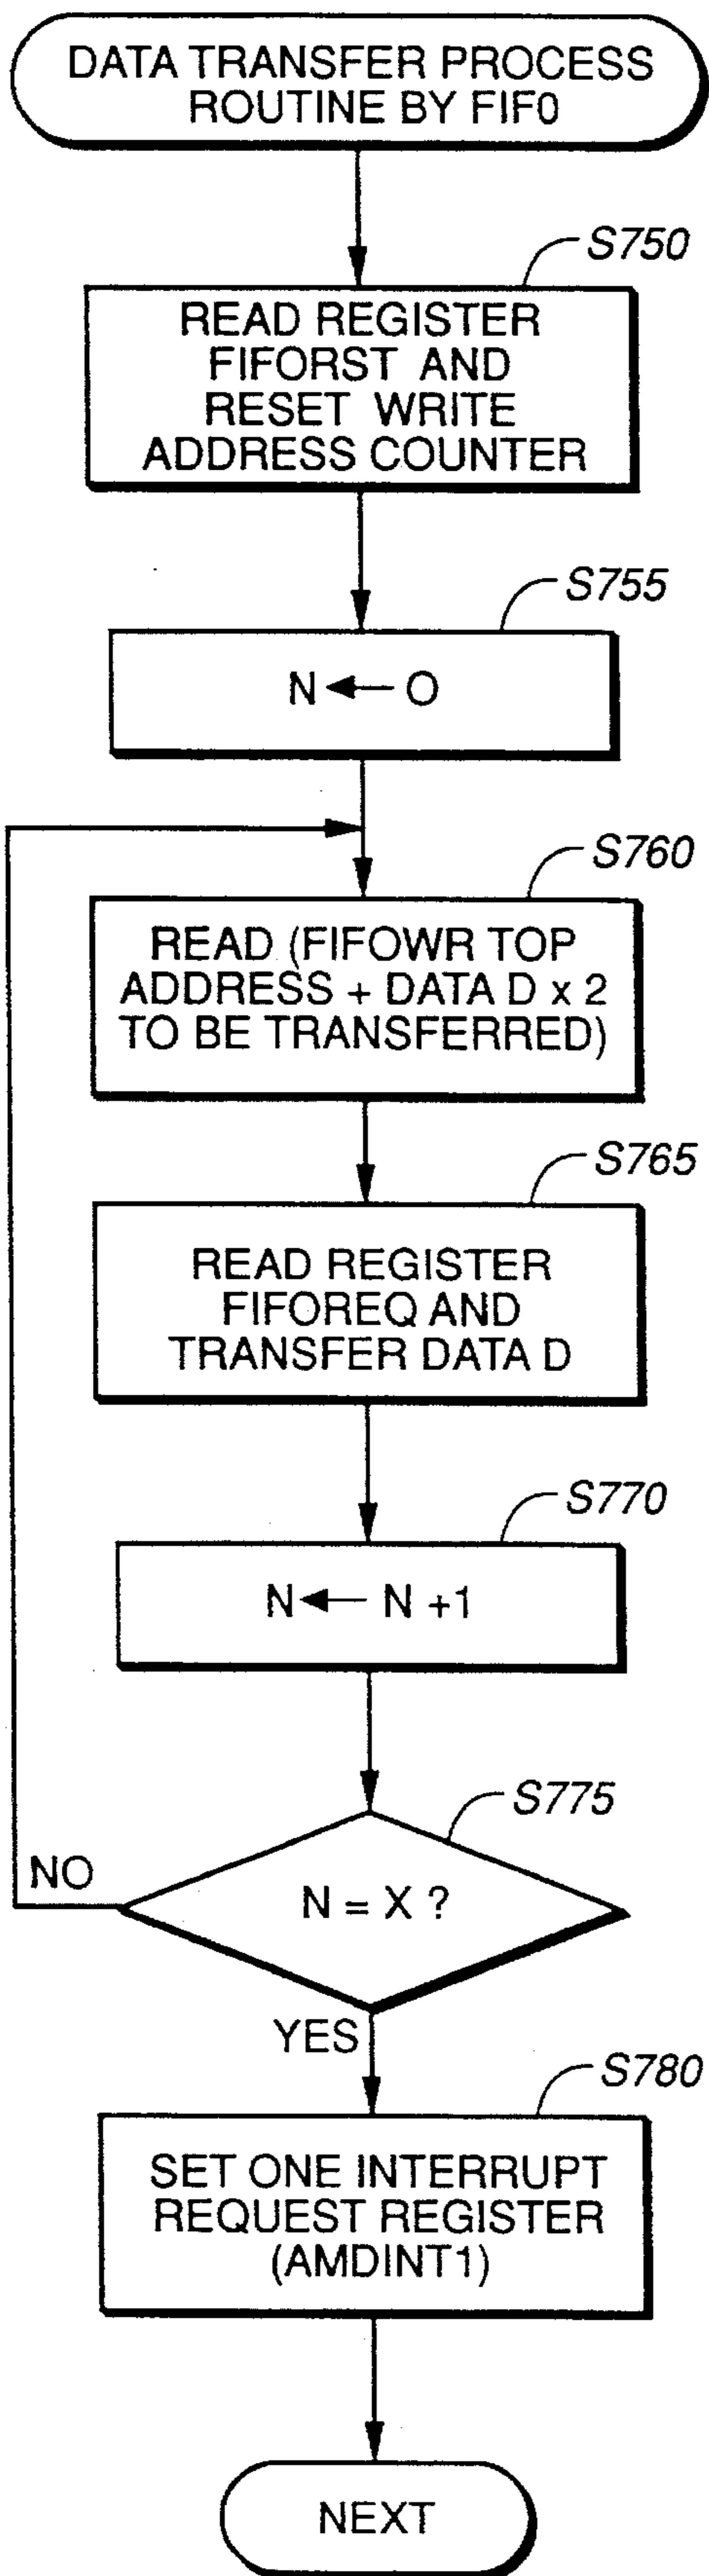 DATA TRANSFER PROCESS
ROUTINE BY FIF0
S750
READ REGISTER
FIFORST AND
RESET WRITE
ADDRESS COUNTER
S755
N ← O
S760
READ (FIFOWR TOP
ADDRESS + DATA D x 2
TO BE TRANSFERRED)
S765
READ REGISTER
FIFOREQ AND
TRANSFER DATA D
S770
N ← N +1
S775
NO
N = X ?
YES
S780
SET ONE INTERRUPT
REQUEST REGISTER
(AMDINT1)
NEXT